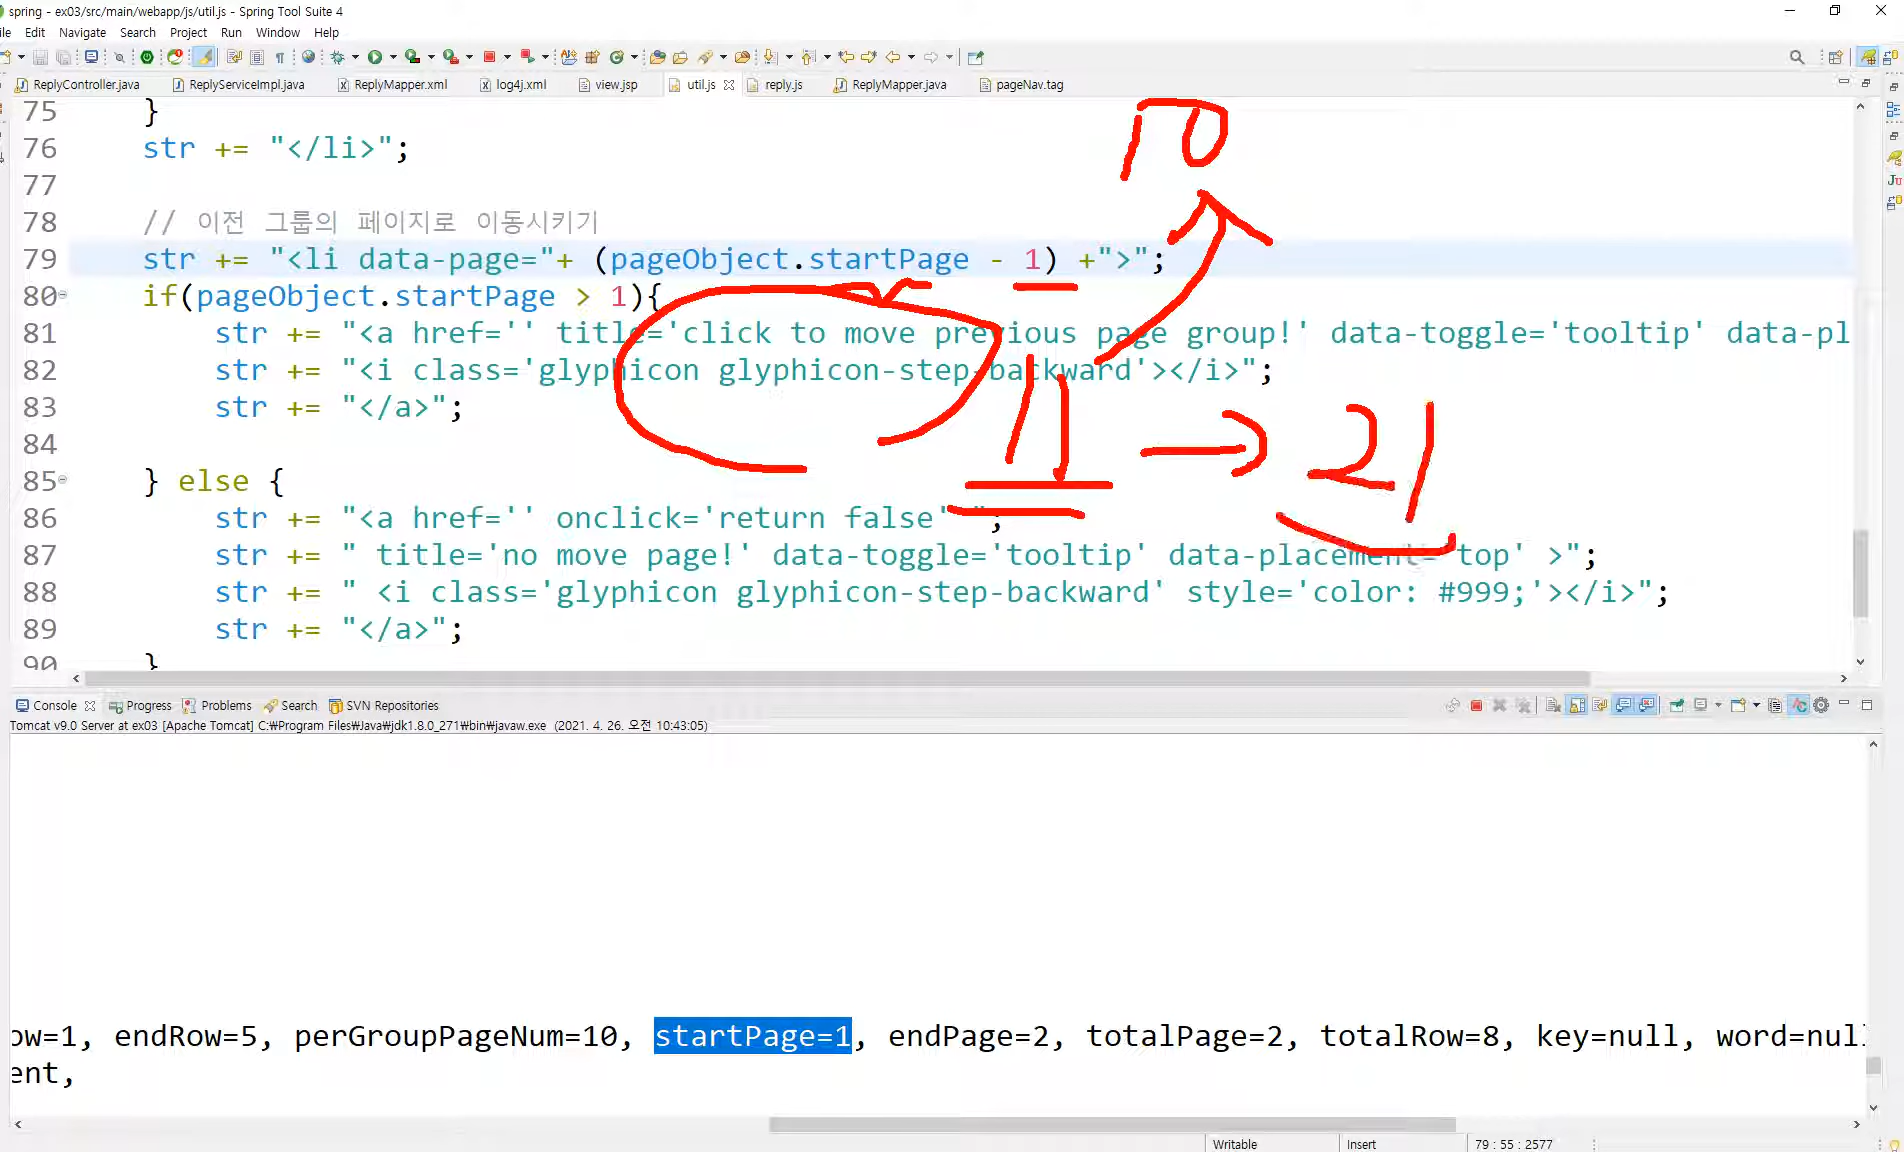 spring - ex03/src/main/webapp/js/util.js - Spring Tool Suite 4
ile Edit Navigate Search Project Run Window Help
ReplyController.java ReplyServiceImpl.java ReplyMapper.xml log4j.xml view.jsp util.js reply.js ReplyMapper.java pageNav.tag
10
75 }
76 str += "</li>";
77
78 // 이전 그룹의 페이지로 이동시키기
79 str += "<li data-page="+ (pageObject.startPage - 1) +">";
80 if(pageObject.startPage > 1){
81 str += "<a href='' title='click to move previous page group!' data-toggle='tooltip' data-pl
82 str += "<i class='glyphicon glyphicon-step-backward'></i>";
83 str += "</a>";
11 → 21
84
85 } else {
86 str += "<a href='' onclick='return false' ";
87 str += " title='no move page!' data-toggle='tooltip' data-placement='top' >";
88 str += " <i class='glyphicon glyphicon-step-backward' style='color: #999;'></i>";
89 str += "</a>";
90 }
Console Progress Problems Search SVN Repositories
Tomcat v9.0 Server at ex03 [Apache Tomcat] C:₩Program Files₩Java₩jdk1.8.0_271₩bin₩javaw.exe (2021. 4. 26. 오전 10:43:05)
ow=1, endRow=5, perGroupPageNum=10, startPage=1, endPage=2, totalPage=2, totalRow=8, key=null, word=null
ent,
Writable Insert 79 : 55 : 2577